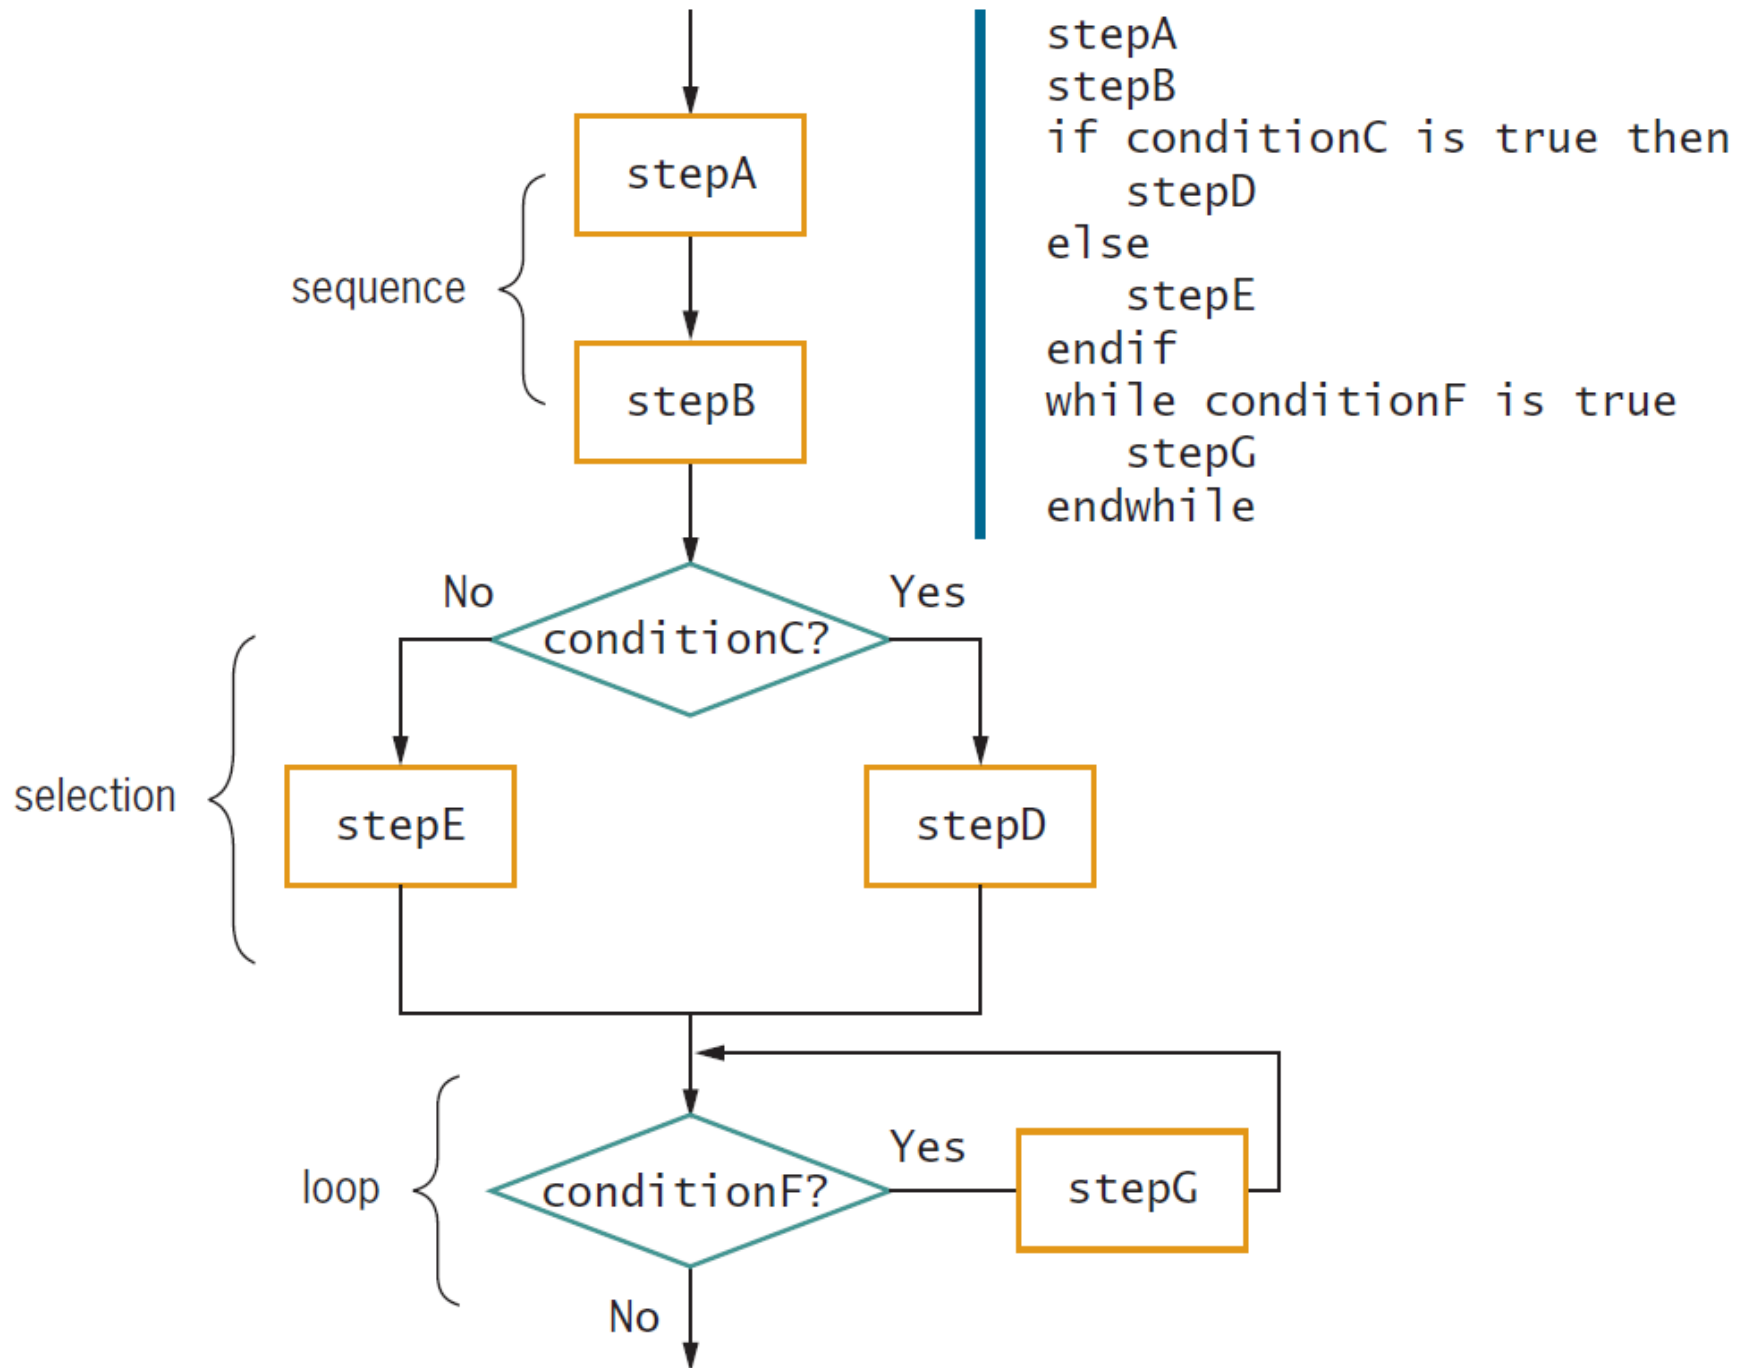 stepA
stepB
if conditionC is true then
   stepD
else
   stepE
endif
while conditionF is true
   stepG
endwhile
stepA
sequence
stepB
No
Yes
conditionC?
selection
stepE
stepD
Yes
loop
conditionF?
stepG
No